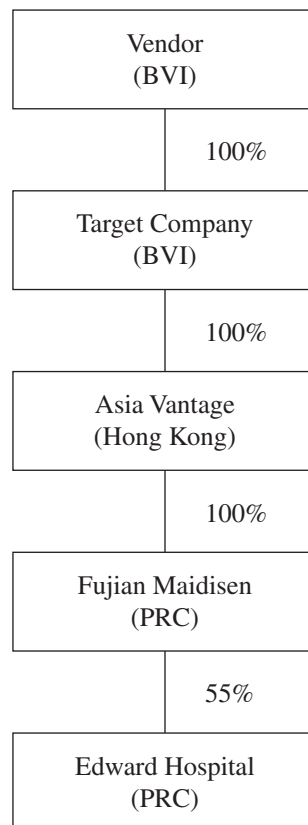 Vendor
(BVI)
100%
Target Company
(BVI)
100%
Asia Vantage
(Hong Kong)
100%
Fujian Maidisen
(PRC)
55%
Edward Hospital
(PRC)